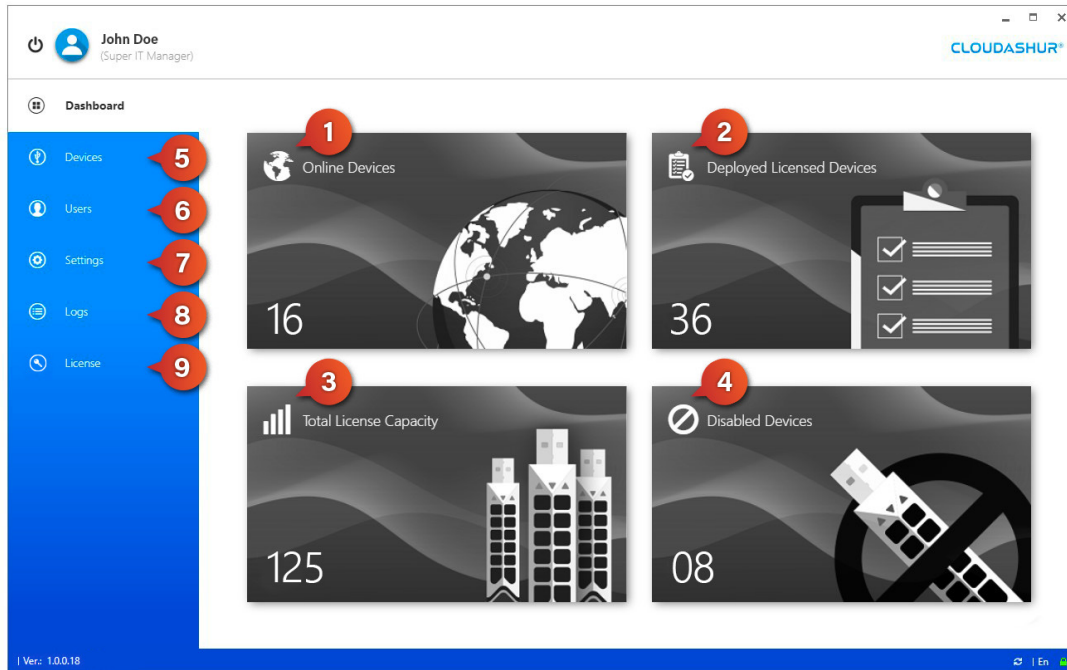 John Doe
(Super IT Manager)
CLOUDASHUR®
Dashboard
Devices
Users
Settings
Logs
License
5
6
7
8
9
1
Online Devices
16
2
Deployed Licensed Devices
36
3
Total License Capacity
125
4
Disabled Devices
08
| Ver.: 1.0.0.18
| En